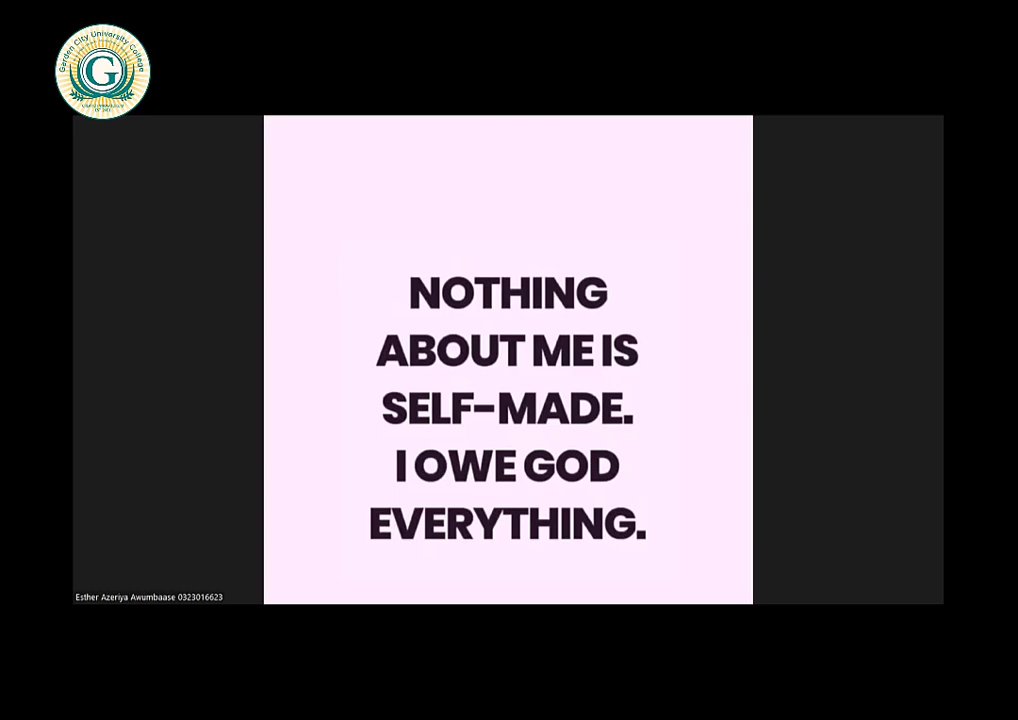 Garden City University College
G
NOTHING
ABOUT ME IS
SELF-MADE.
I OWE GOD
EVERYTHING.
Esther Azeriya Awumbaase 0323016623